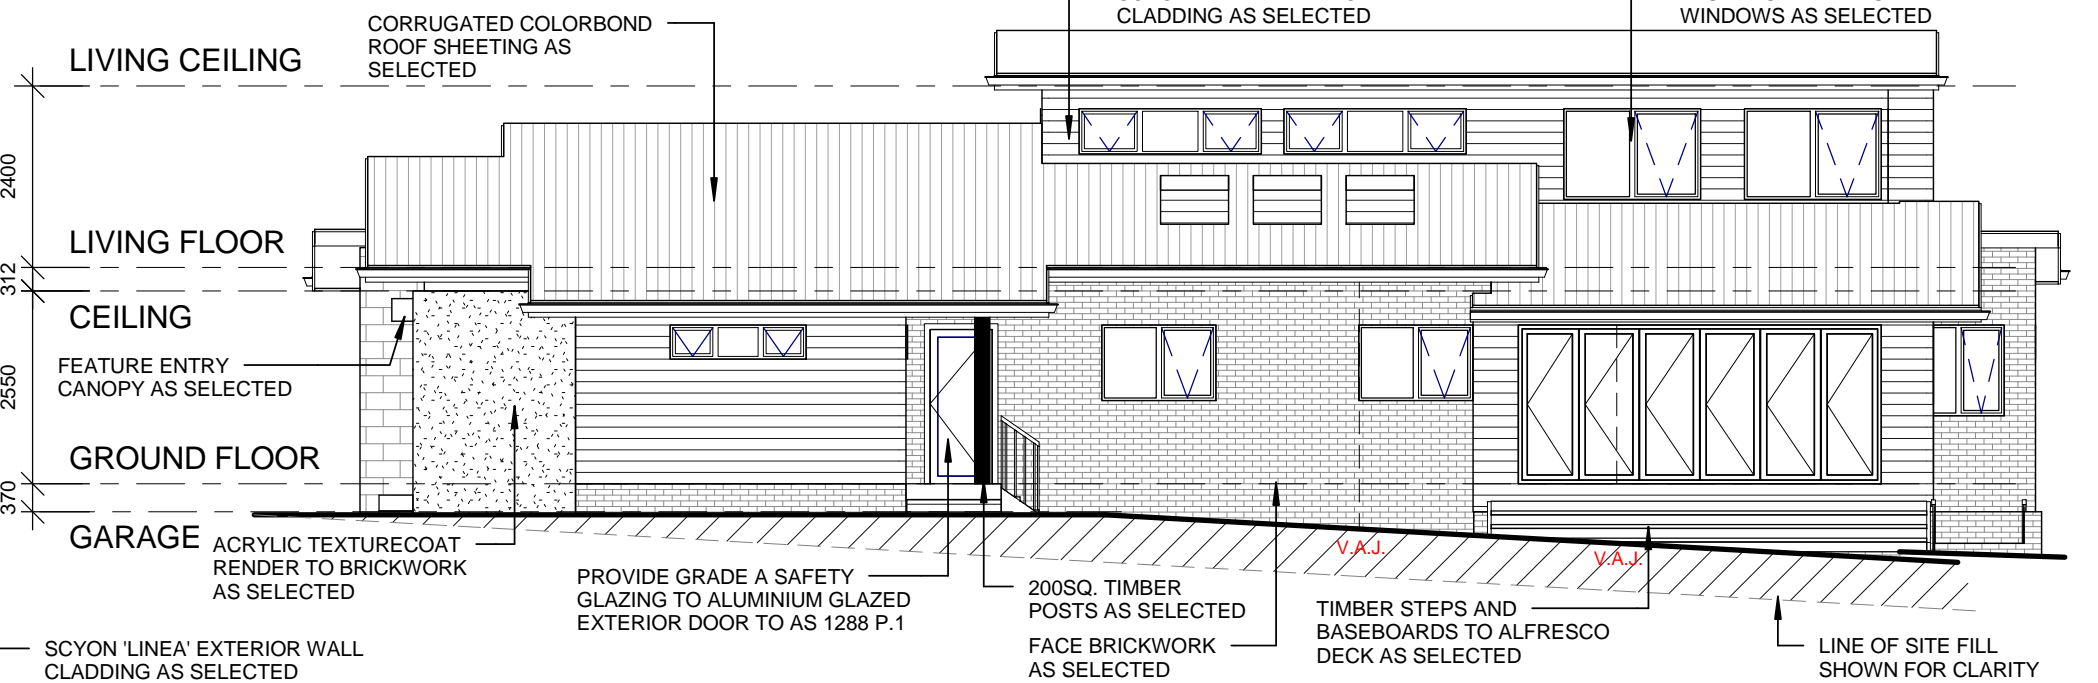 CLADDING AS SELECTED
WINDOWS AS SELECTED
CORRUGATED COLORBOND
ROOF SHEETING AS
SELECTED
LIVING CEILING
2400
LIVING FLOOR
312
CEILING
FEATURE ENTRY
CANOPY AS SELECTED
2550
GROUND FLOOR
370
GARAGE
ACRYLIC TEXTURECOAT
RENDER TO BRICKWORK
AS SELECTED
PROVIDE GRADE A SAFETY
GLAZING TO ALUMINIUM GLAZED
EXTERIOR DOOR TO AS 1288 P.1
200SQ. TIMBER
POSTS AS SELECTED
FACE BRICKWORK
AS SELECTED
V.A.J.
V.A.J.
TIMBER STEPS AND
BASEBOARDS TO ALFRESCO
DECK AS SELECTED
LINE OF SITE FILL
SHOWN FOR CLARITY
SCYON 'LINEA' EXTERIOR WALL
CLADDING AS SELECTED